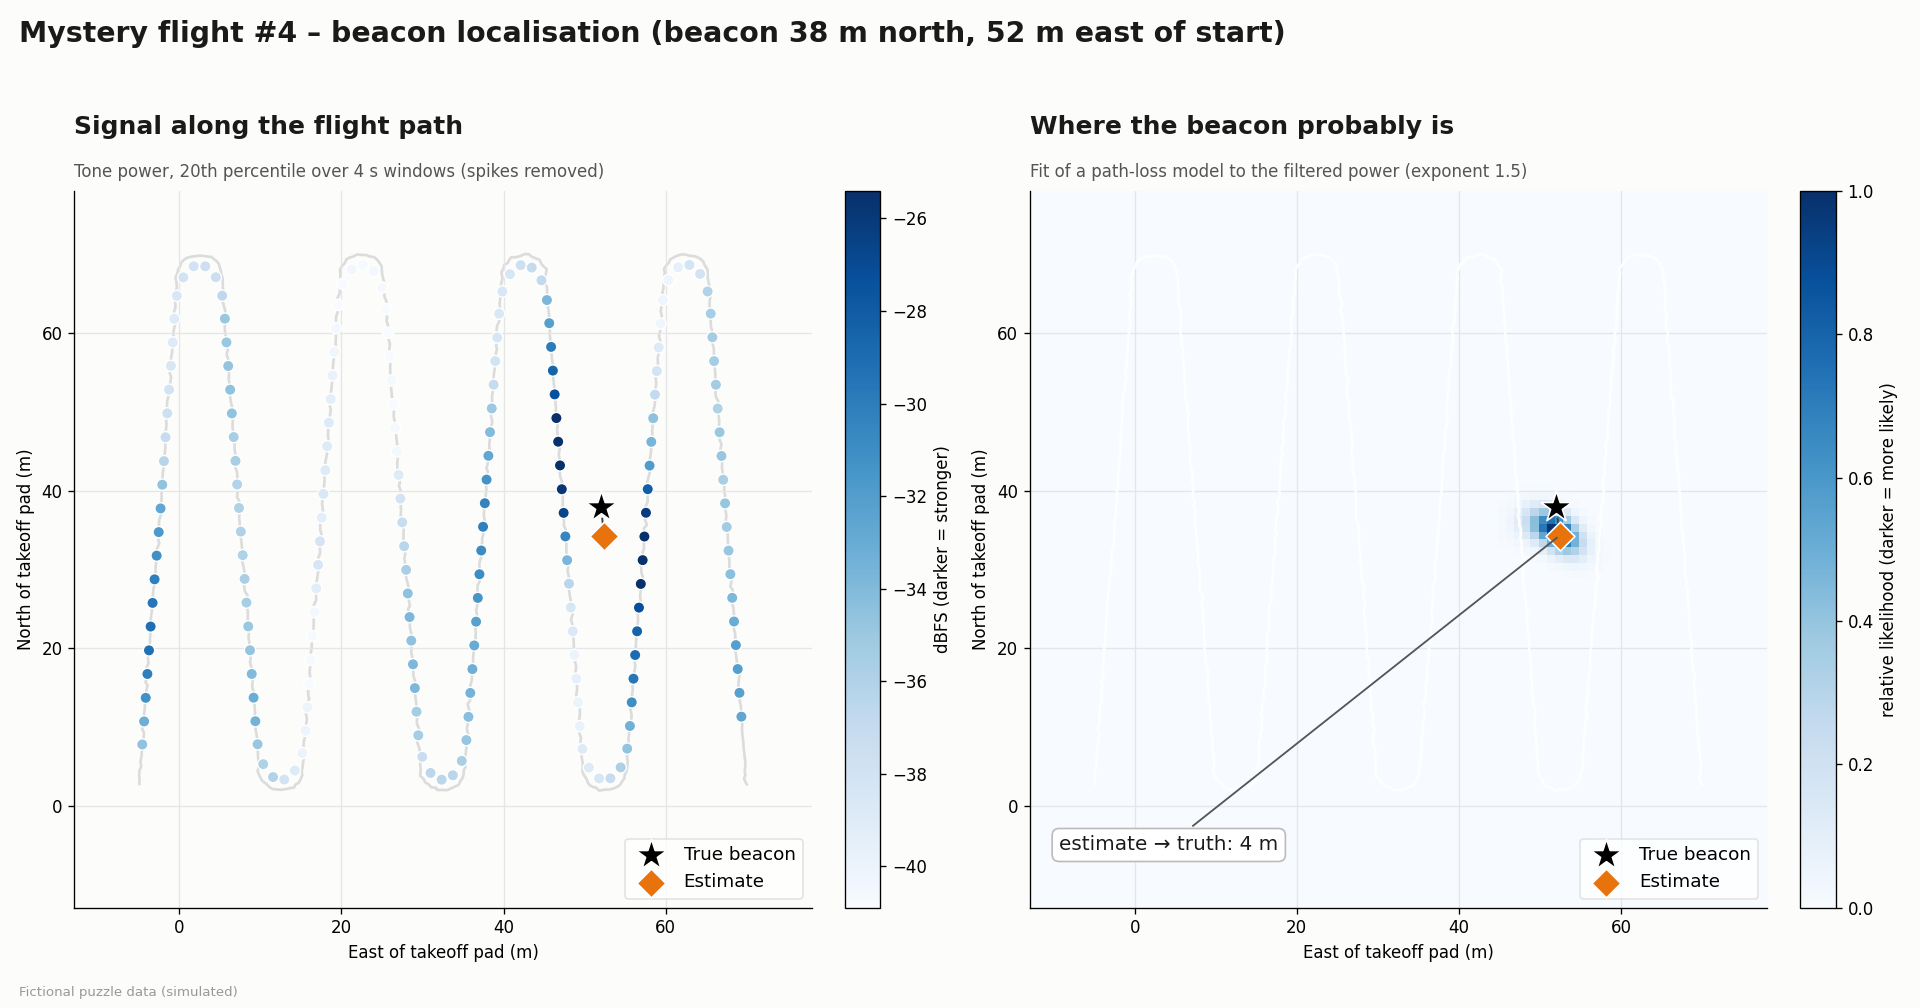 Mystery flight #4 – beacon localisation (beacon 38 m north, 52 m east of start)
Signal along the flight path
Tone power, 20th percentile over 4 s windows (spikes removed)
North of takeoff pad (m)
60
40
20
0
0
20
40
60
East of takeoff pad (m)
True beacon
Estimate
−26
−28
−30
−32
−34
−36
−38
−40
dBFS (darker = stronger)
Where the beacon probably is
Fit of a path-loss model to the filtered power (exponent 1.5)
North of takeoff pad (m)
60
40
20
0
0
20
40
60
East of takeoff pad (m)
estimate → truth: 4 m
True beacon
Estimate
1.0
0.8
0.6
0.4
0.2
0.0
relative likelihood (darker = more likely)
Fictional puzzle data (simulated)